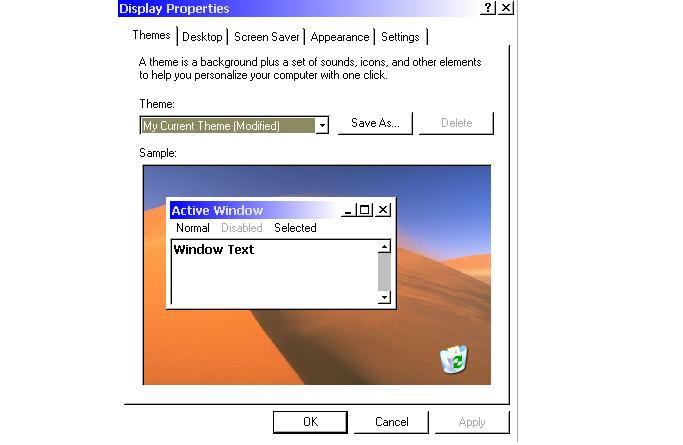 Display Properties
Themes Desktop Screen Saver Appearance Settings
A theme is a background plus a set of sounds, icons, and other elements
to help you personalize your computer with one click.
Theme:
My Current Theme (Modified) Save As... Delete
Sample:
Active Window
Normal Disabled Selected
Window Text
OK Cancel Apply